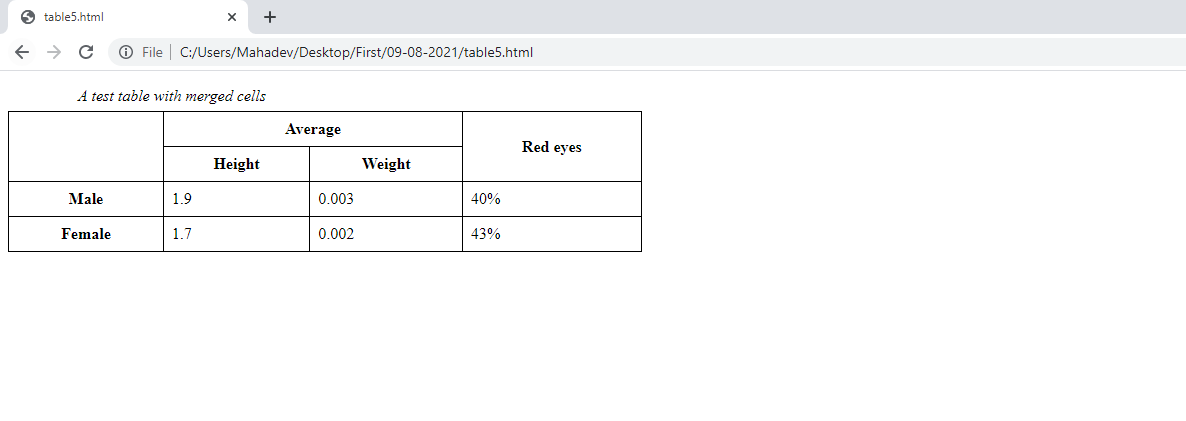 table5.html
File C:/Users/Mahadev/Desktop/First/09-08-2021/table5.html
A test table with merged cells
Average Red eyes
Height Weight
Male 1.9 0.003 40%
Female 1.7 0.002 43%